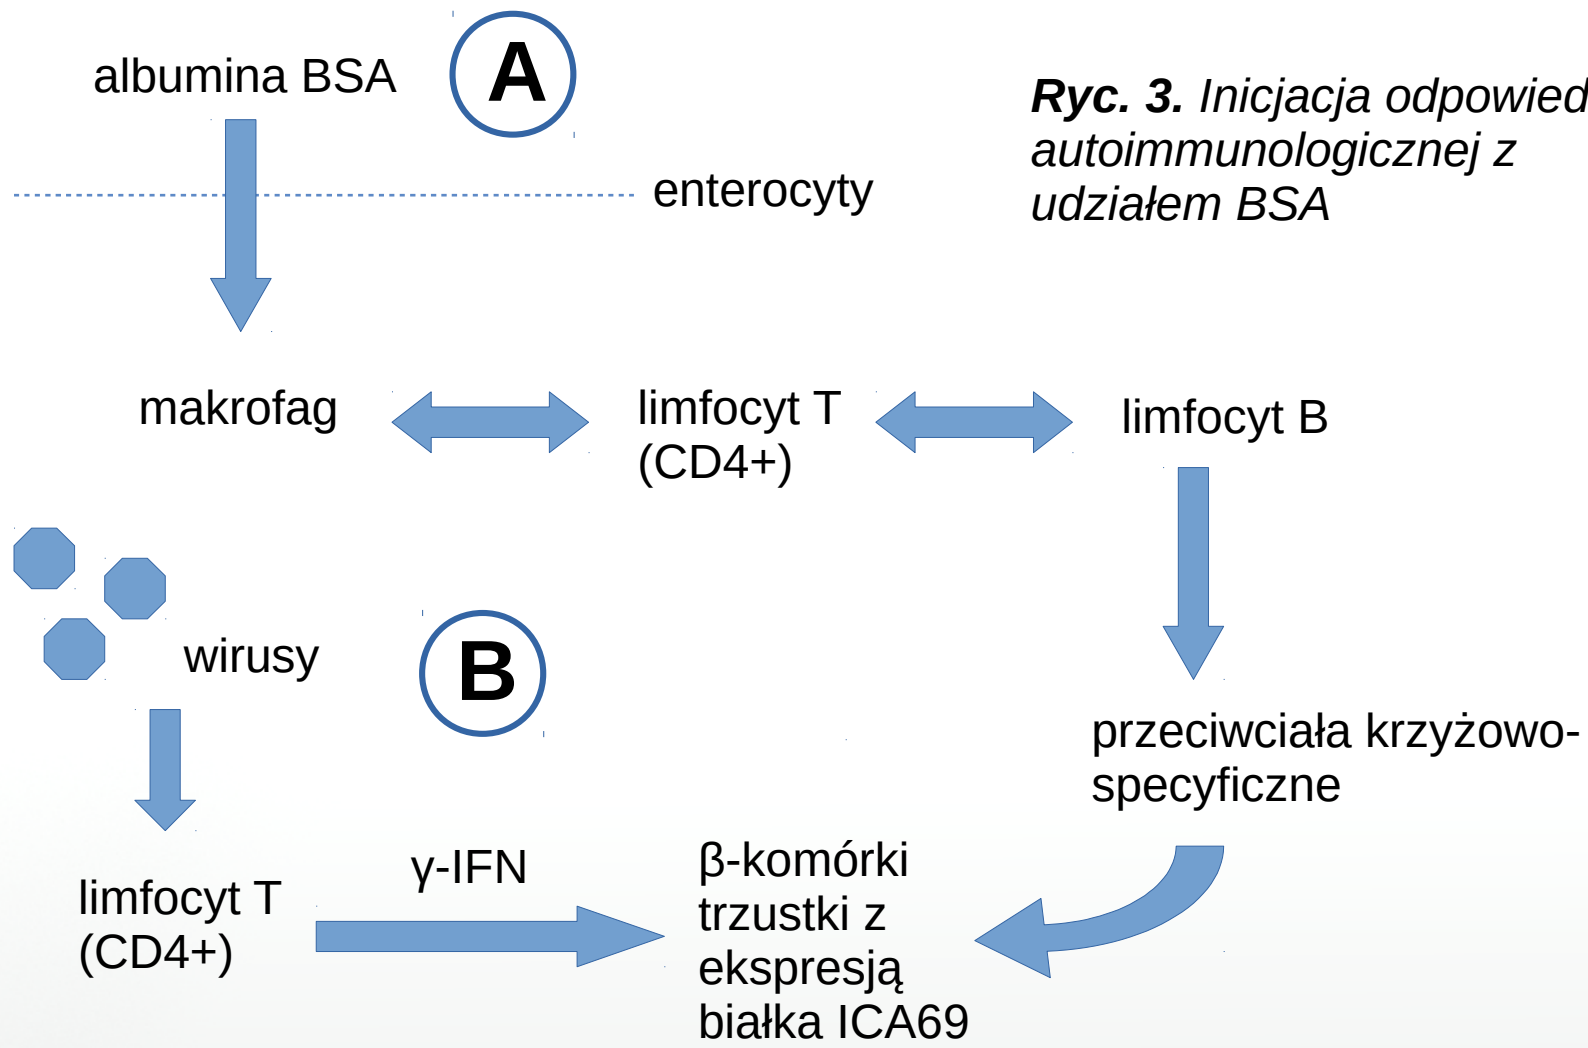 albumina BSA
A
Ryc. 3. Inicjacja odpowied
autoimmunologicznej z
udziałem BSA
enterocyty
makrofag
limfocyt T
(CD4+)
limfocyt B
wirusy
B
przeciwciała krzyżowo-
specyficzne
limfocyt T
(CD4+)
γ-IFN
β-komórki
trzustki z
ekspresją
białka ICA69